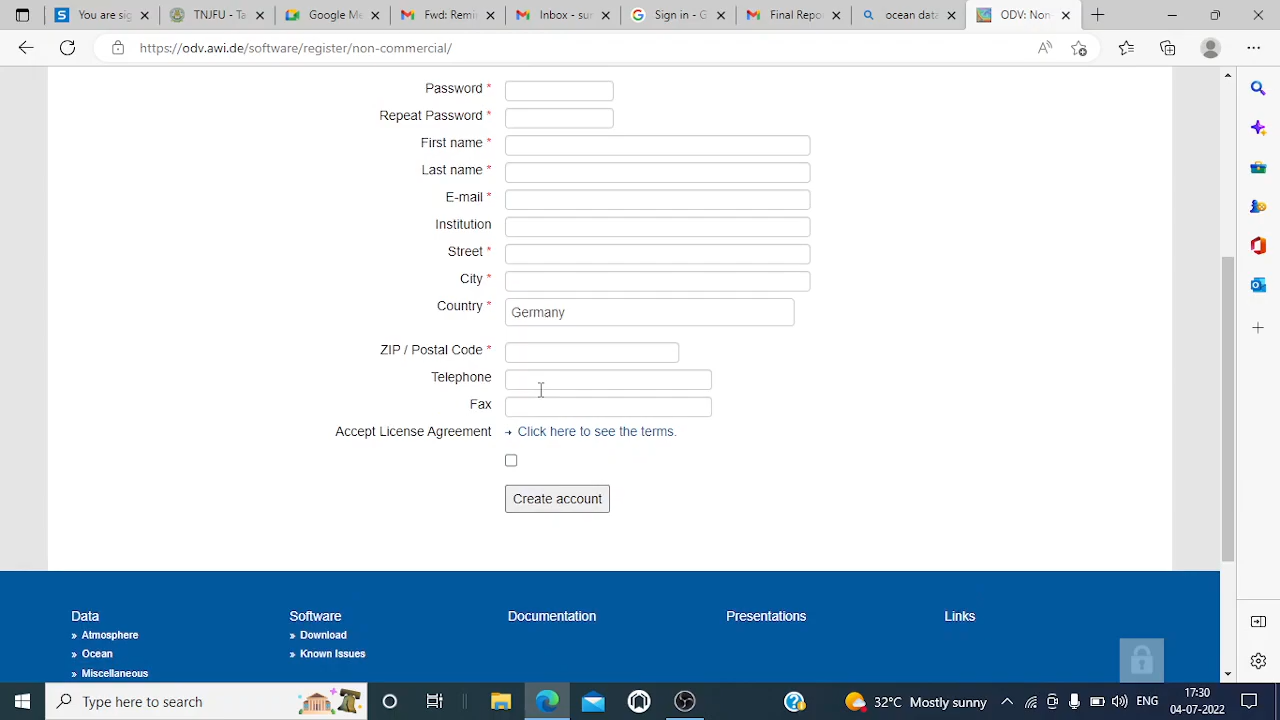 You are sig
TNJFU - Ta
Google Me
Fwd: Remi
Inbox - sur
Sign in - G
Final Repo
ocean data
ODV: Non-
https://odv.awi.de/software/register/non-commercial/
Password *
Repeat Password *
First name *
Last name *
E-mail *
Institution
Street *
City *
Country * Germany
ZIP / Postal Code *
Telephone
Fax
Accept License Agreement → Click here to see the terms.
Create account
Data Software Documentation Presentations Links
» Atmosphere » Download
» Ocean » Known Issues
» Miscellaneous
Type here to search
32°C Mostly sunny
ENG
17:30
04-07-2022